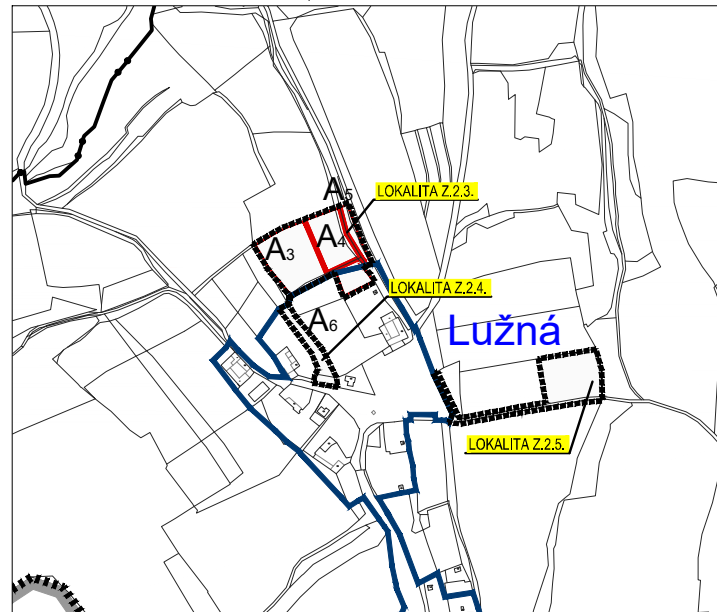 A5
LOKALITA Z.2.3.
A3
A4
LOKALITA Z.2.4.
A6
Lužná
LOKALITA Z.2.5.